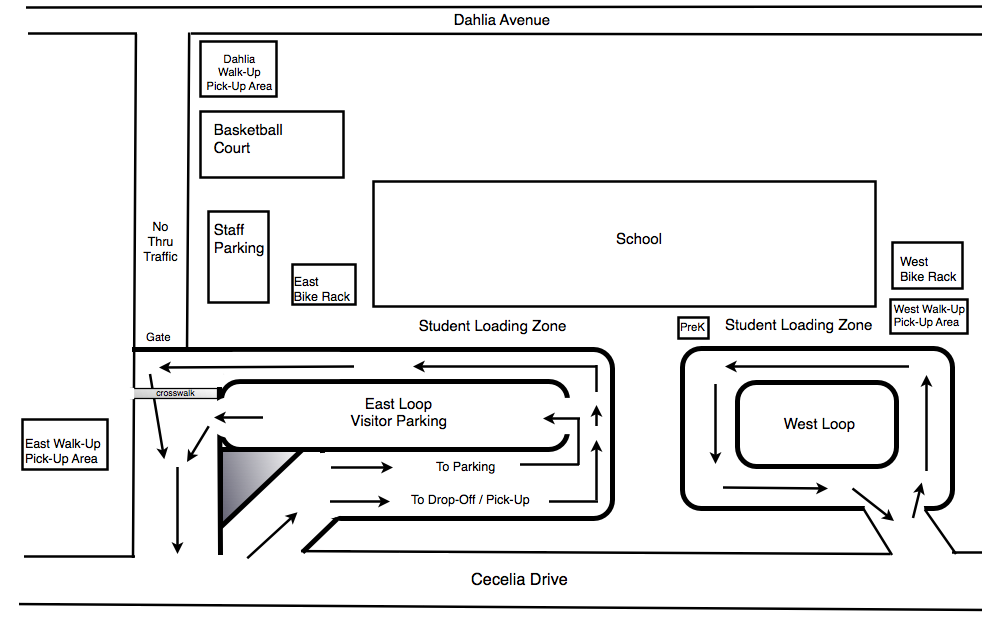 Dahlia Avenue
Dahlia
Walk-Up
Pick-Up Area
Basketball
Court
No
Thru
Traffic
Staff
Parking
East
Bike Rack
School
West
Bike Rack
West Walk-Up
Pick-Up Area
Gate
Student Loading Zone
PreK
Student Loading Zone
crosswalk
East Loop
Visitor Parking
West Loop
East Walk-Up
Pick-Up Area
To Parking
To Drop-Off / Pick-Up
Cecelia Drive